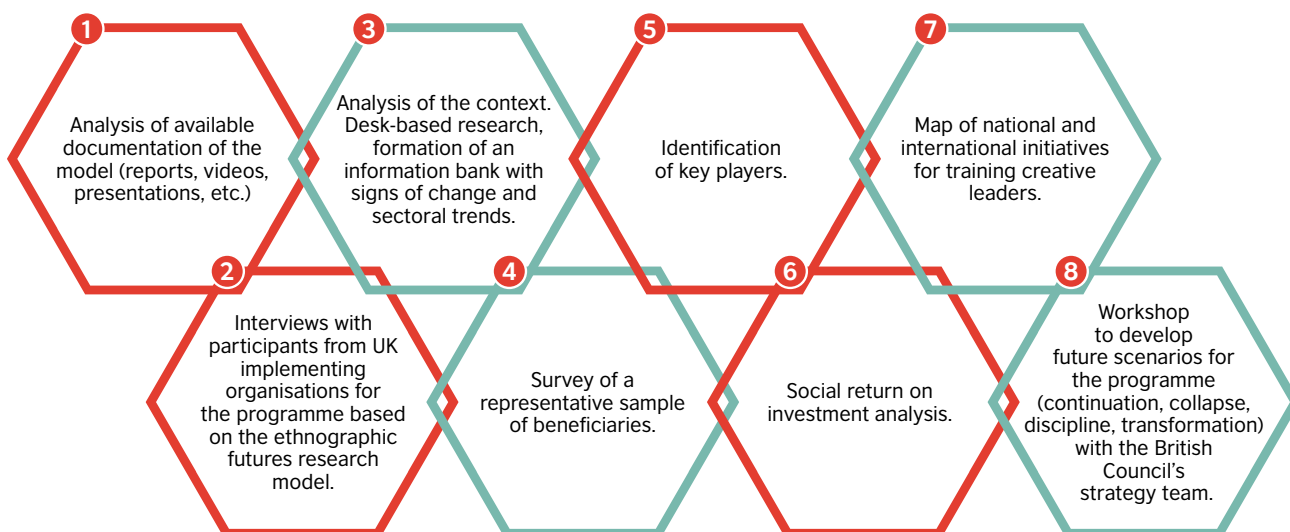 1
Analysis of available
documentation of the
model (reports, videos,
presentations, etc.)
2
Interviews with
participants from UK
implementing
organisations for
the programme based
on the ethnographic
futures research
model.
3
Analysis of the context.
Desk-based research,
formation of an
information bank with
signs of change and
sectoral trends.
4
Survey of a
representative sample
of beneficiaries.
5
Identification
of key players.
6
Social return on
investment analysis.
7
Map of national and
international initiatives
for training creative
leaders.
8
Workshop
to develop
future scenarios for
the programme
(continuation, collapse,
discipline, transformation)
with the British
Council’s
strategy team.